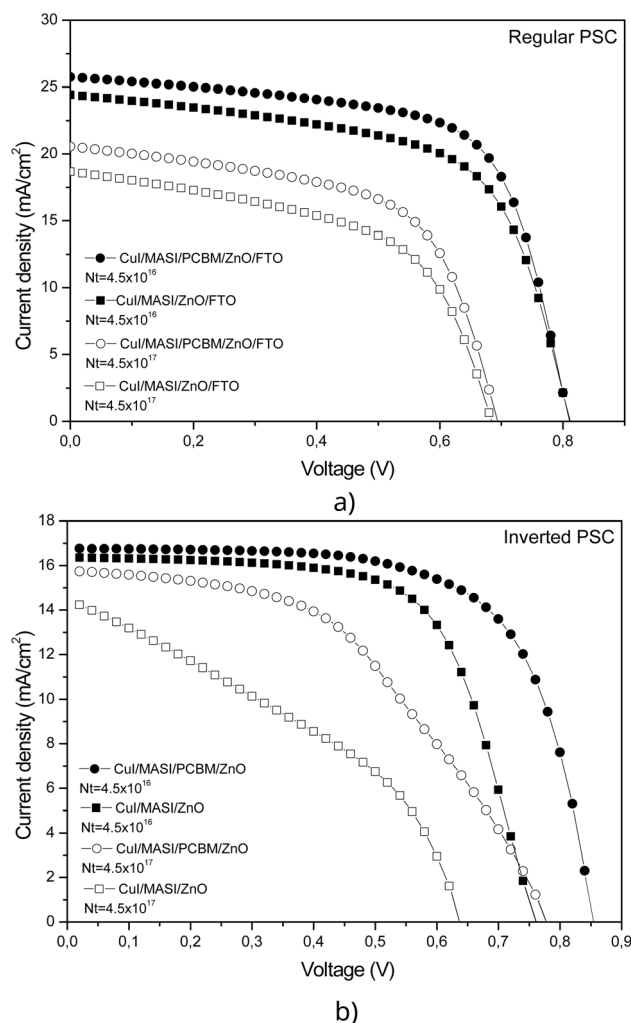 Regular PSC
30
25
20
15
10
5
0
Current density (mA/cm²)
CuI/MASI/PCBM/ZnO/FTO
Nt=4.5x10¹⁶
CuI/MASI/ZnO/FTO
Nt=4.5x10¹⁶
CuI/MASI/PCBM/ZnO/FTO
Nt=4.5x10¹⁷
CuI/MASI/ZnO/FTO
Nt=4.5x10¹⁷
0,0 0,2 0,4 0,6 0,8
Voltage (V)
a)
Inverted PSC
18
16
14
12
10
8
6
4
2
0
Current density (mA/cm²)
CuI/MASI/PCBM/ZnO
Nt=4.5x10¹⁶
CuI/MASI/ZnO
Nt=4.5x10¹⁶
CuI/MASI/PCBM/ZnO
Nt=4.5x10¹⁷
CuI/MASI/ZnO
Nt=4.5x10¹⁷
0,0 0,1 0,2 0,3 0,4 0,5 0,6 0,7 0,8 0,9
Voltage (V)
b)